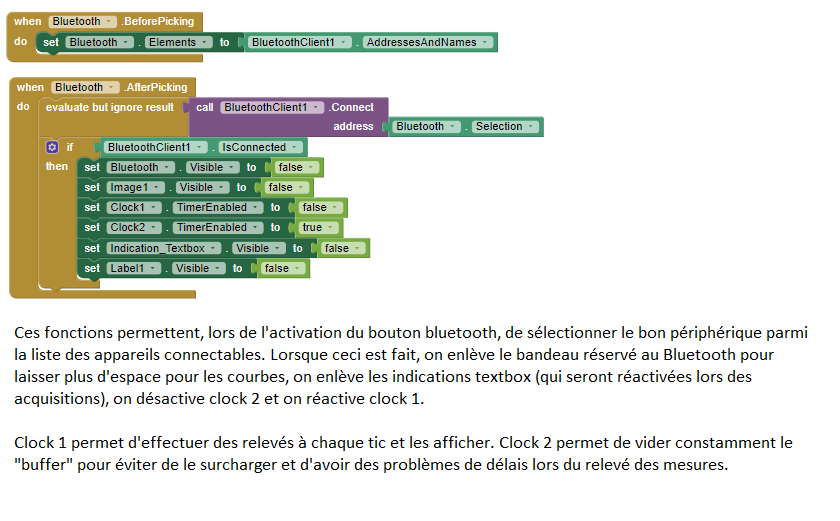 when Bluetooth .BeforePicking
do set Bluetooth . Elements to BluetoothClient1 . AddressesAndNames
when Bluetooth .AfterPicking
do evaluate but ignore result call BluetoothClient1 .Connect
address Bluetooth . Selection
if BluetoothClient1 . IsConnected
then set Bluetooth . Visible to false
set Image1 . Visible to false
set Clock1 . TimerEnabled to false
set Clock2 . TimerEnabled to true
set Indication_Textbox . Visible to false
set Label1 . Visible to false
Ces fonctions permettent, lors de l'activation du bouton bluetooth, de sélectionner le bon périphérique parmi
la liste des appareils connectables. Lorsque ceci est fait, on enlève le bandeau réservé au Bluetooth pour
laisser plus d'espace pour les courbes, on enlève les indications textbox (qui seront réactivées lors des
acquisitions), on désactive clock 2 et on réactive clock 1.
Clock 1 permet d'effectuer des relevés à chaque tic et les afficher. Clock 2 permet de vider constamment le
"buffer" pour éviter de le surcharger et d'avoir des problèmes de délais lors du relevé des mesures.